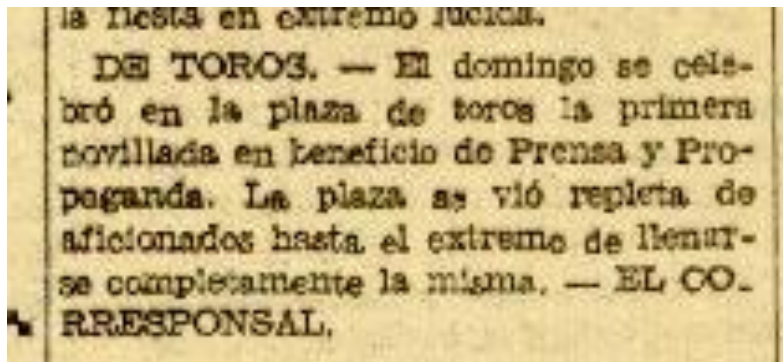 la fiesta en extremo lucida.
DE TOROS. — El domingo se cele-
bró en la plaza de toros la primera
novillada en beneficio de Prensa y Pro-
paganda. La plaza se vió repleta de
aficionados hasta el extremo de llenar-
se completamente la misma. — EL CO-
RRESPONSAL.